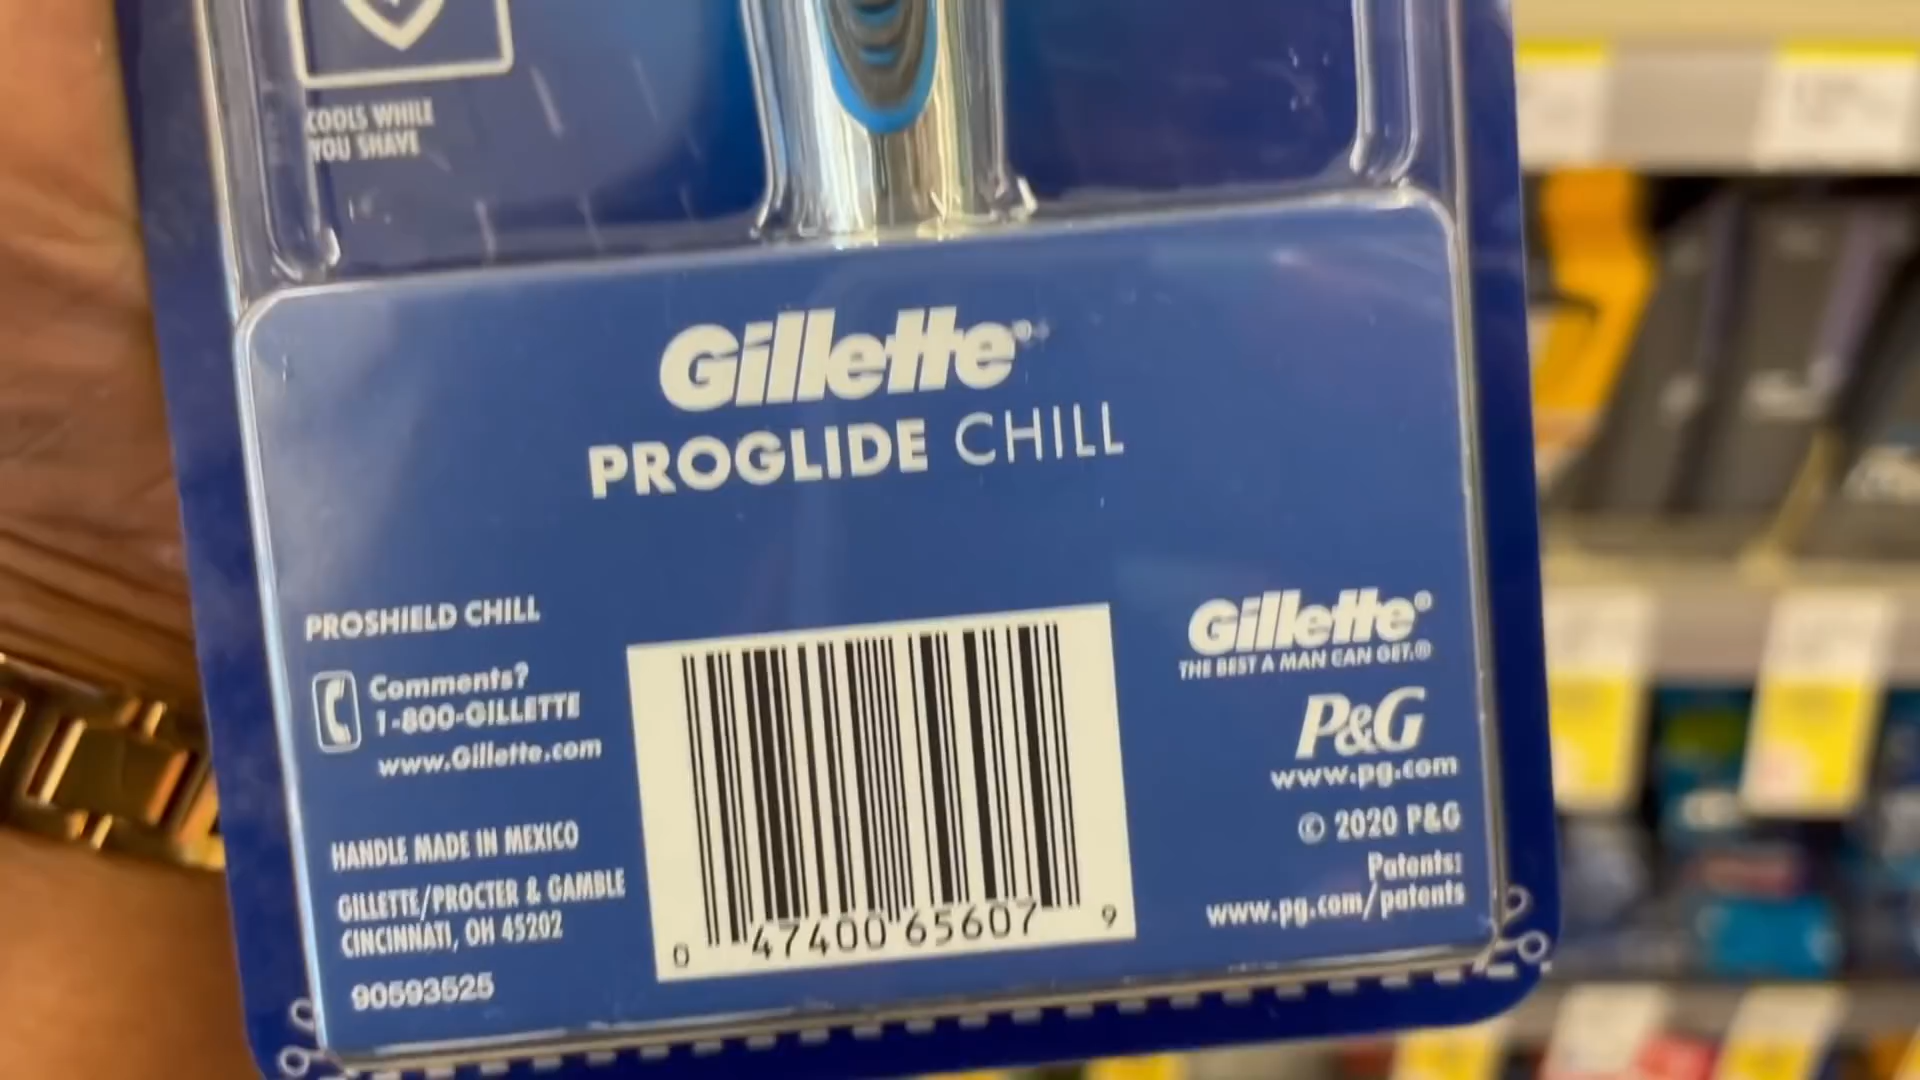 COOLS WHILE
YOU SHAVE
Gillette®
PROGLIDE CHILL
PROSHIELD CHILL
Comments?
1-800-GILLETTE
www.Gillette.com
HANDLE MADE IN MEXICO
GILLETTE/PROCTER & GAMBLE
CINCINNATI, OH 45202
90593525
0 47400 65607 9
Gillette®
THE BEST A MAN CAN GET.®
P&G
www.pg.com
© 2020 P&G
Patents:
www.pg.com/patents